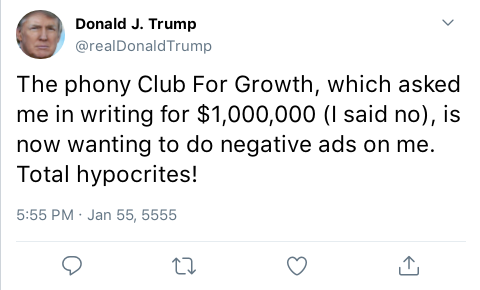 Donald J. Trump
@realDonaldTrump
The phony Club For Growth, which asked
me in writing for $1,000,000 (I said no), is
now wanting to do negative ads on me.
Total hypocrites!
5:55 PM · Jan 55, 5555